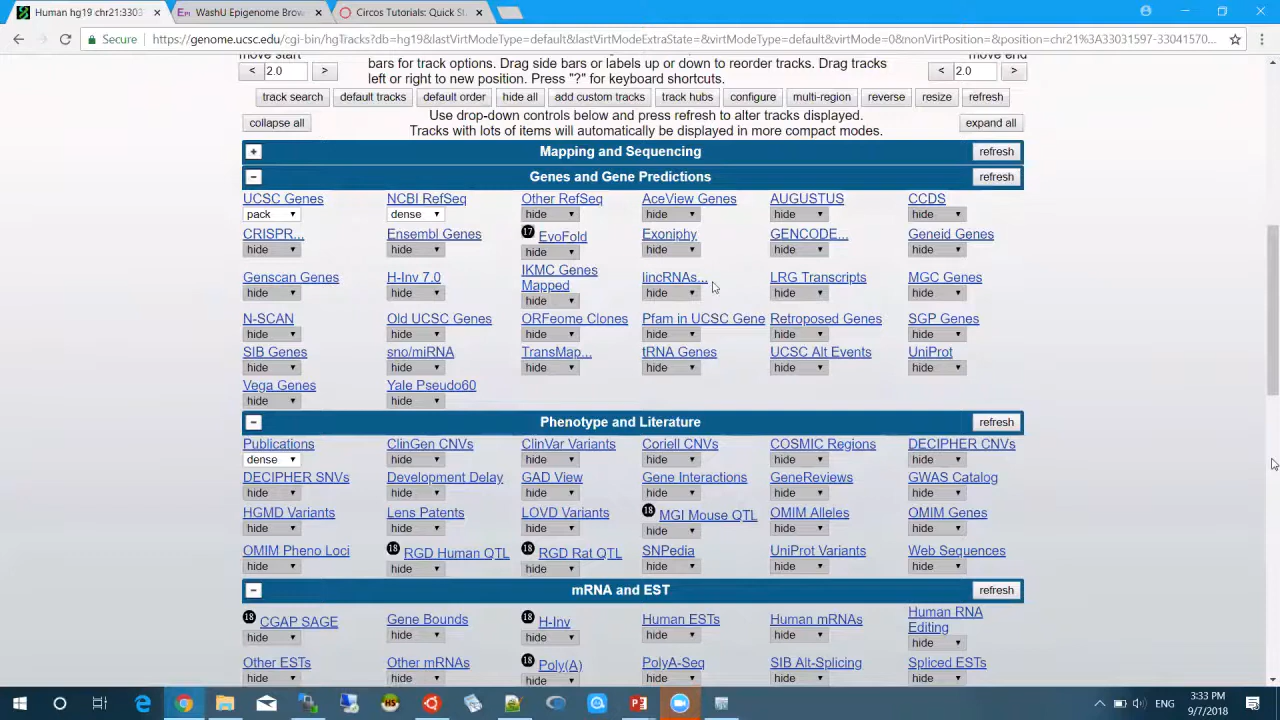 Human hg19 chr21:3303
WashU Epigenome Brow
Circos Tutorials: Quick St
Secure https://genome.ucsc.edu/cgi-bin/hgTracks?db=hg19&lastVirtModeType=default&lastVirtModeExtraState=&virtModeType=default&virtMode=0&nonVirtPosition=&position=chr21%3A33031597-33041570...
move start bars for track options. Drag side bars or labels up or down to reorder tracks. Drag tracks move end
< 2.0 > left or right to new position. Press "?" for keyboard shortcuts. < 2.0 >
track search default tracks default order hide all add custom tracks track hubs configure multi-region reverse resize refresh
Use drop-down controls below and press refresh to alter tracks displayed.
collapse all Tracks with lots of items will automatically be displayed in more compact modes. expand all
+ Mapping and Sequencing refresh
- Genes and Gene Predictions refresh
UCSC Genes NCBI RefSeq Other RefSeq AceView Genes AUGUSTUS CCDS
pack dense hide hide hide hide
CRISPR... Ensembl Genes 17 EvoFold Exoniphy GENCODE... Geneid Genes
hide hide hide hide hide hide
Genscan Genes H-Inv 7.0 IKMC Genes Mapped lincRNAs... LRG Transcripts MGC Genes
hide hide hide hide hide hide
N-SCAN Old UCSC Genes ORFeome Clones Pfam in UCSC Gene Retroposed Genes SGP Genes
hide hide hide hide hide hide
SIB Genes sno/miRNA TransMap... tRNA Genes UCSC Alt Events UniProt
hide hide hide hide hide hide
Vega Genes Yale Pseudo60
hide hide
- Phenotype and Literature refresh
Publications ClinGen CNVs ClinVar Variants Coriell CNVs COSMIC Regions DECIPHER CNVs
dense hide hide hide hide hide
DECIPHER SNVs Development Delay GAD View Gene Interactions GeneReviews GWAS Catalog
hide hide hide hide hide hide
HGMD Variants Lens Patents LOVD Variants 18 MGI Mouse QTL OMIM Alleles OMIM Genes
hide hide hide hide hide hide
OMIM Pheno Loci 18 RGD Human QTL 18 RGD Rat QTL SNPedia UniProt Variants Web Sequences
hide hide hide hide hide hide
- mRNA and EST refresh
18 CGAP SAGE Gene Bounds 18 H-Inv Human ESTs Human mRNAs Human RNA Editing
hide hide hide hide hide hide
Other ESTs Other mRNAs 18 Poly(A) PolyA-Seq SIB Alt-Splicing Spliced ESTs
hide hide hide hide hide hide
ENG 3:33 PM
9/7/2018